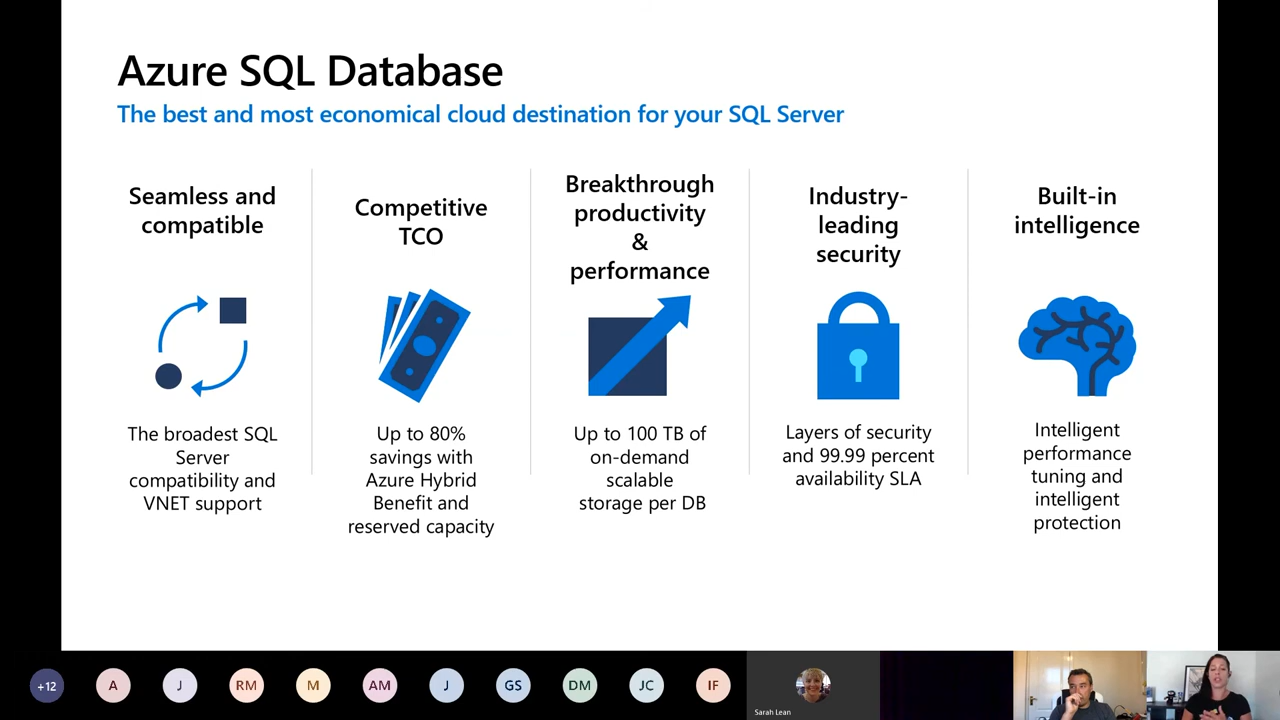 Azure SQL Database
The best and most economical cloud destination for your SQL Server
Seamless and
compatible
The broadest SQL
Server
compatibility and
VNET support
Competitive
TCO
Up to 80%
savings with
Azure Hybrid
Benefit and
reserved capacity
Breakthrough
productivity
&
performance
Up to 100 TB of
on-demand
scalable
storage per DB
Industry-
leading
security
Layers of security
and 99.99 percent
availability SLA
Built-in
intelligence
Intelligent
performance
tuning and
intelligent
protection
+12
A
J
RM
M
AM
J
GS
DM
JC
IF
Sarah Lean